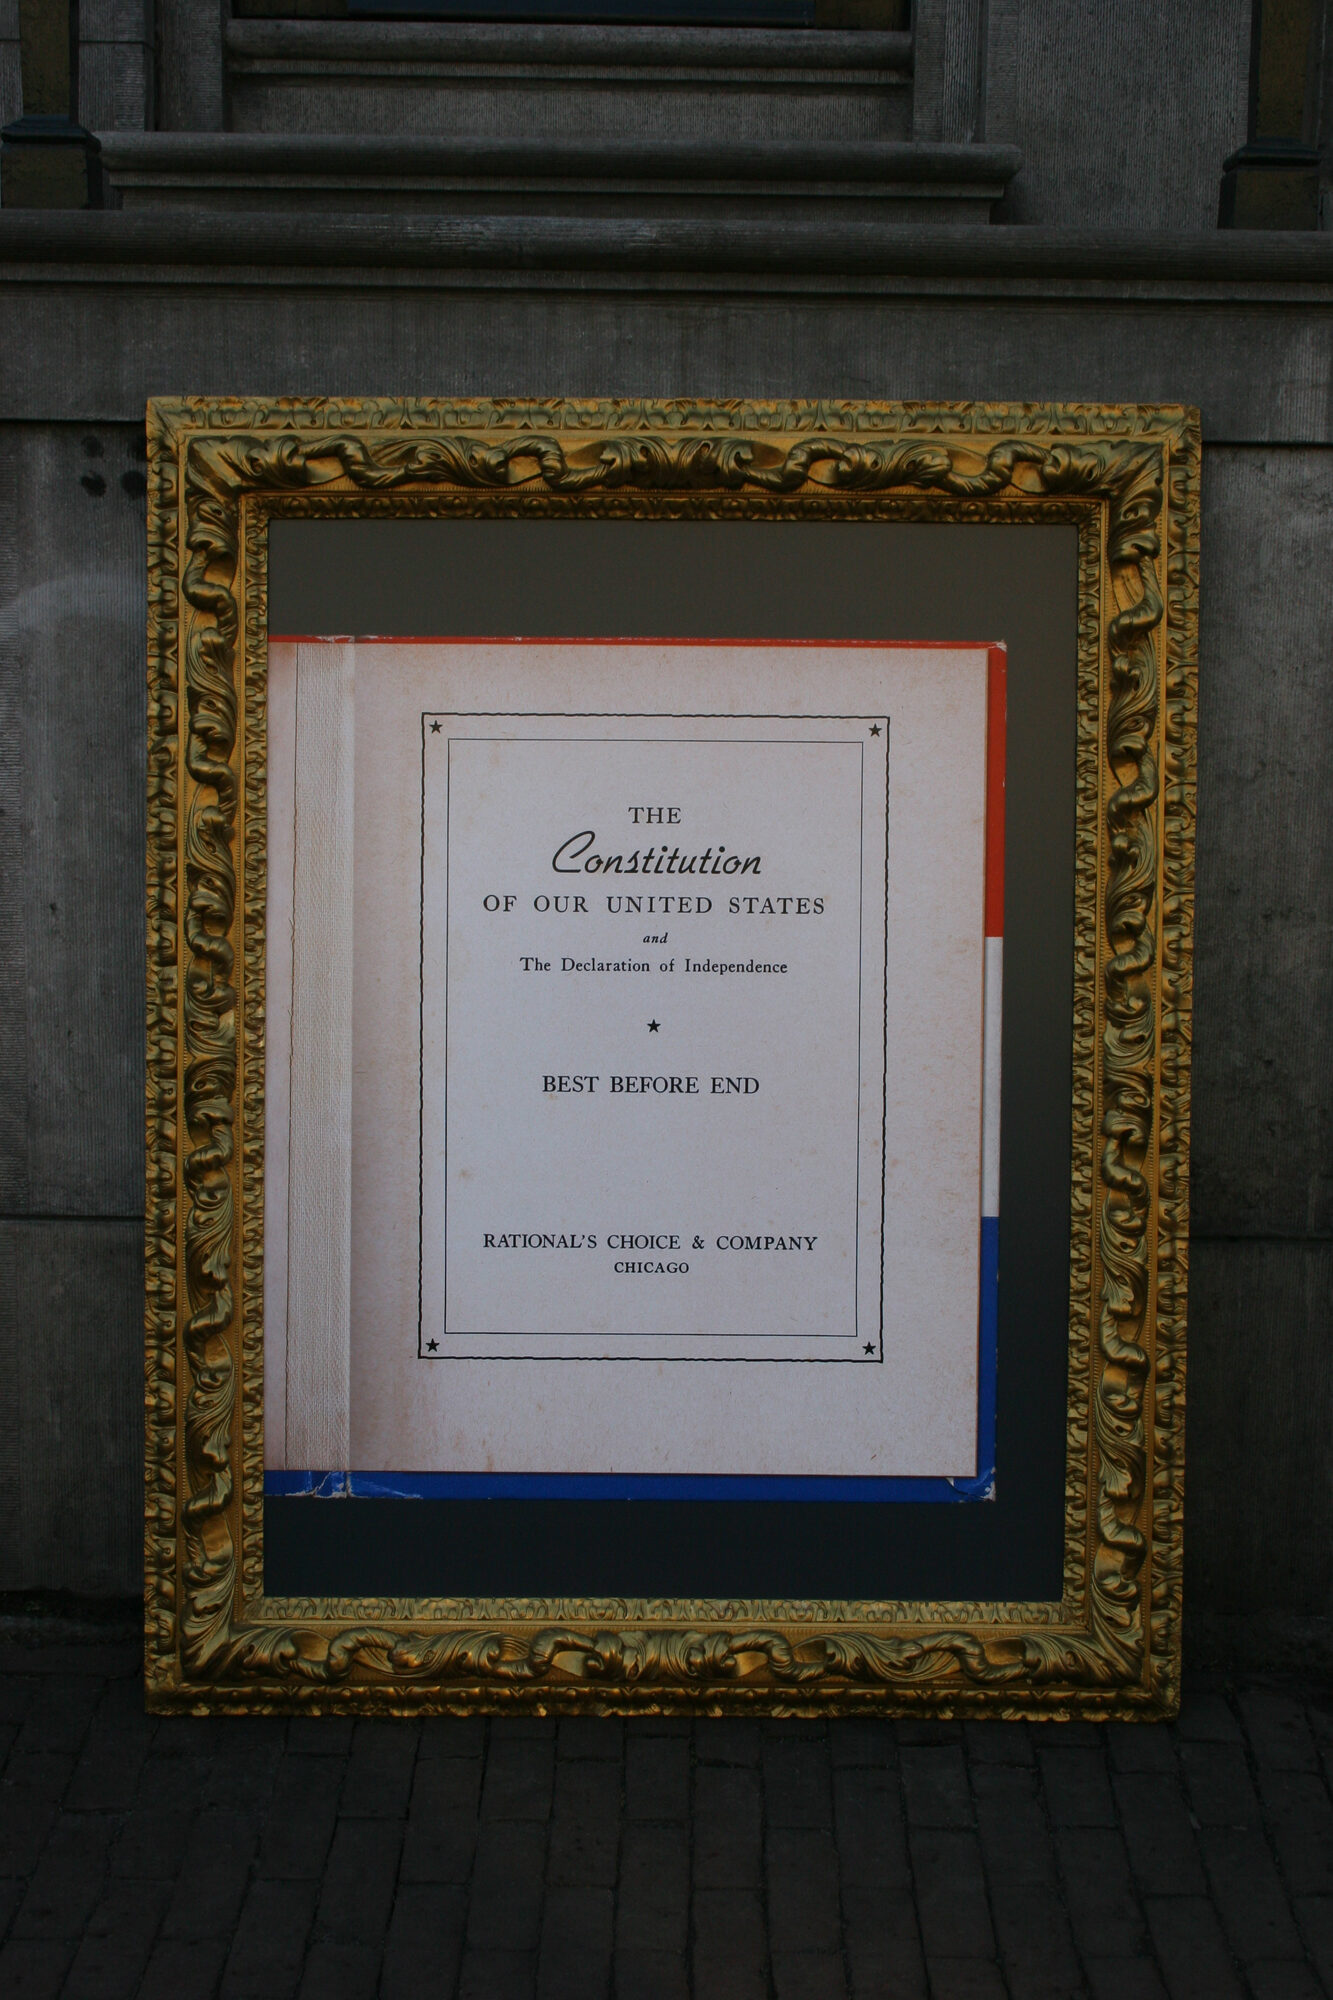 THE
Constitution
OF OUR UNITED STATES
and
The Declaration of Independence
BEST BEFORE END
RATIONAL'S CHOICE & COMPANY
CHICAGO